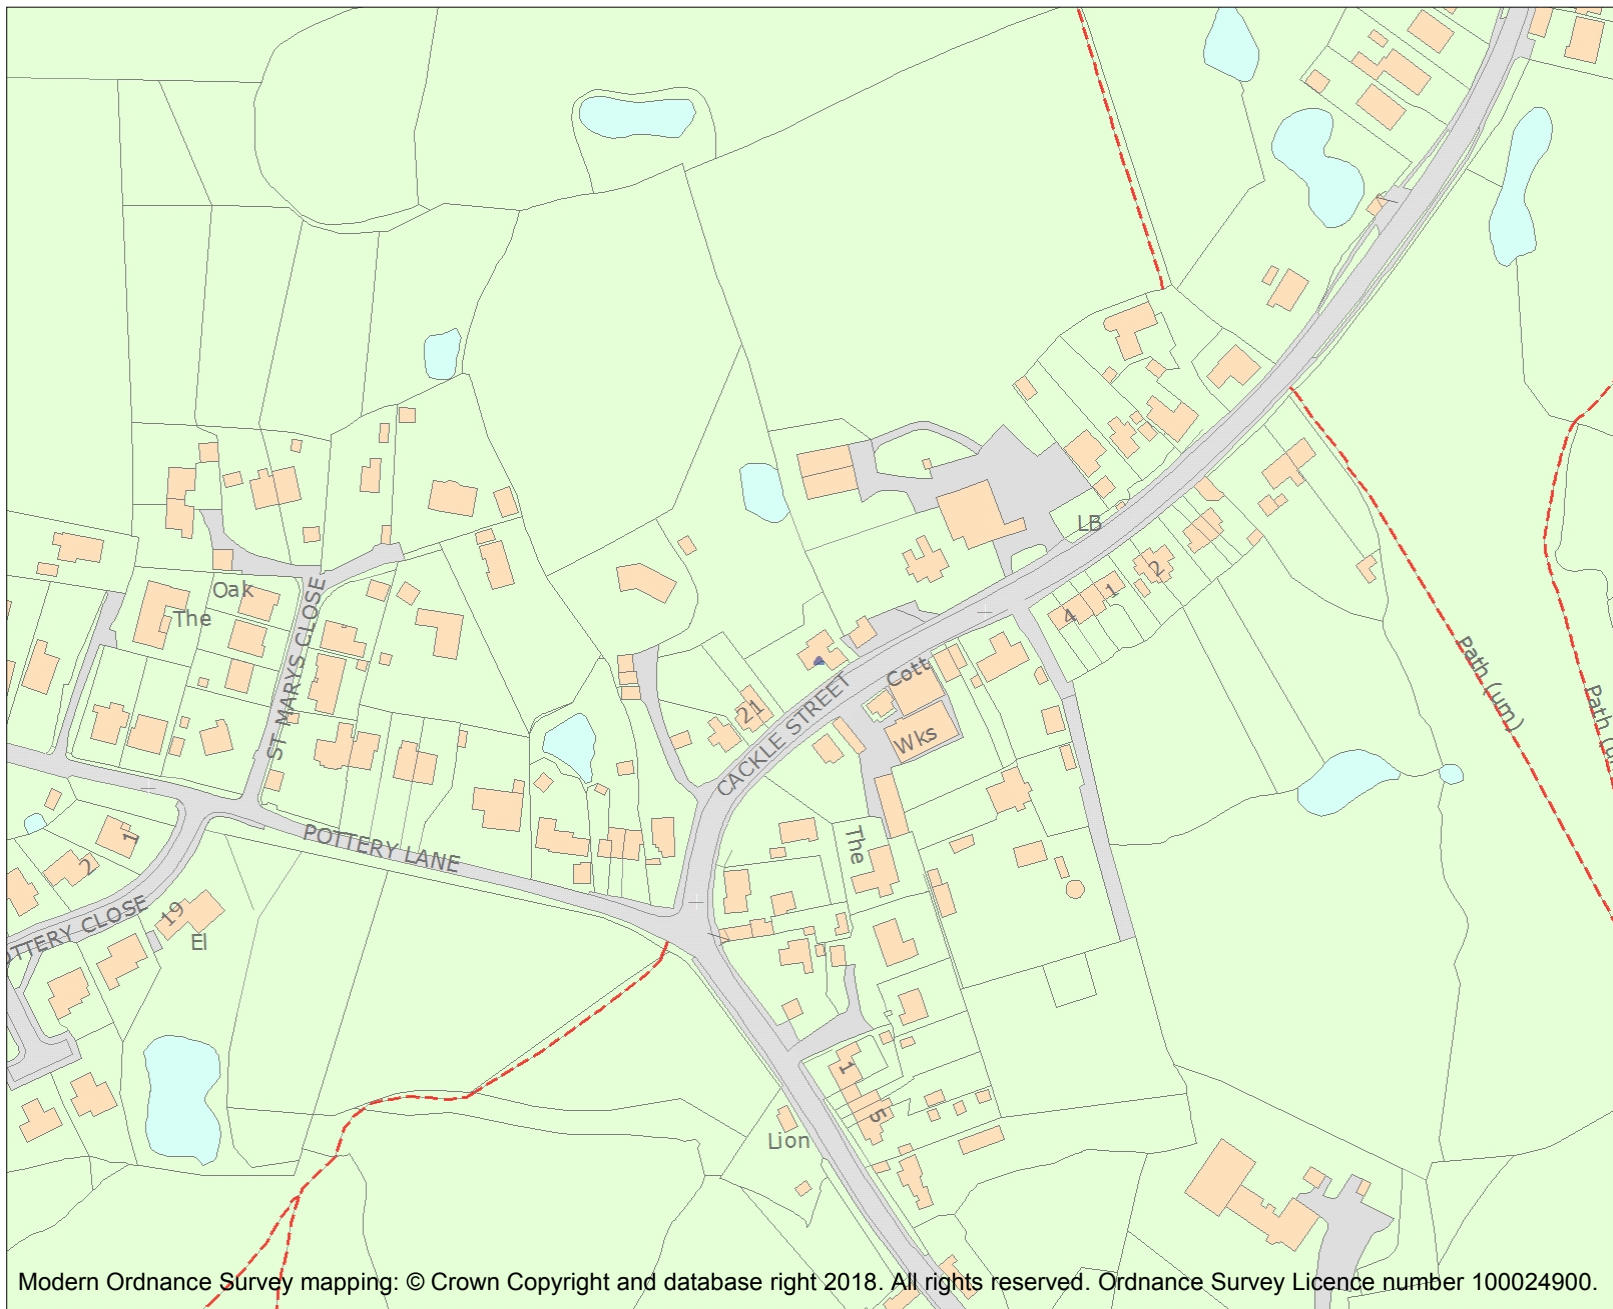 LB
2
1
4
Oak
The
ST MARYS CLOSE
Cott
21
CACKLE STREET
Wks
Path (um)
Path (u
1
2
POTTERY LANE
The
19
OTTERY CLOSE
El
1
5
Lion
Modern Ordnance Survey mapping: © Crown Copyright and database right 2018. All rights reserved. Ordnance Survey Licence number 100024900.